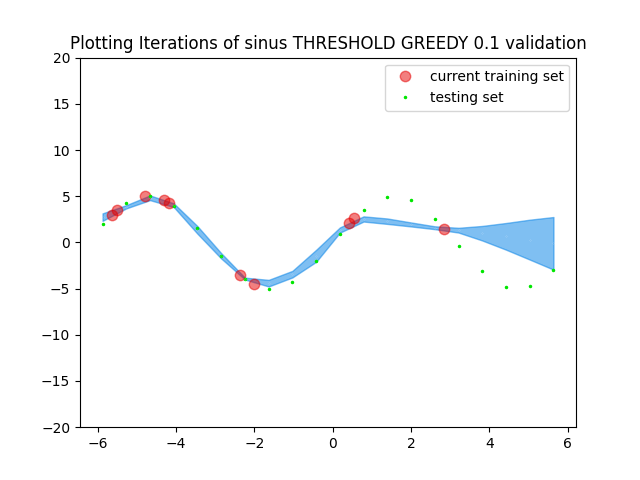 Plotting Iterations of sinus THRESHOLD GREEDY 0.1 validation
current training set
testing set
20
15
10
5
0
−5
−10
−15
−20
−6 −4 −2 0 2 4 6